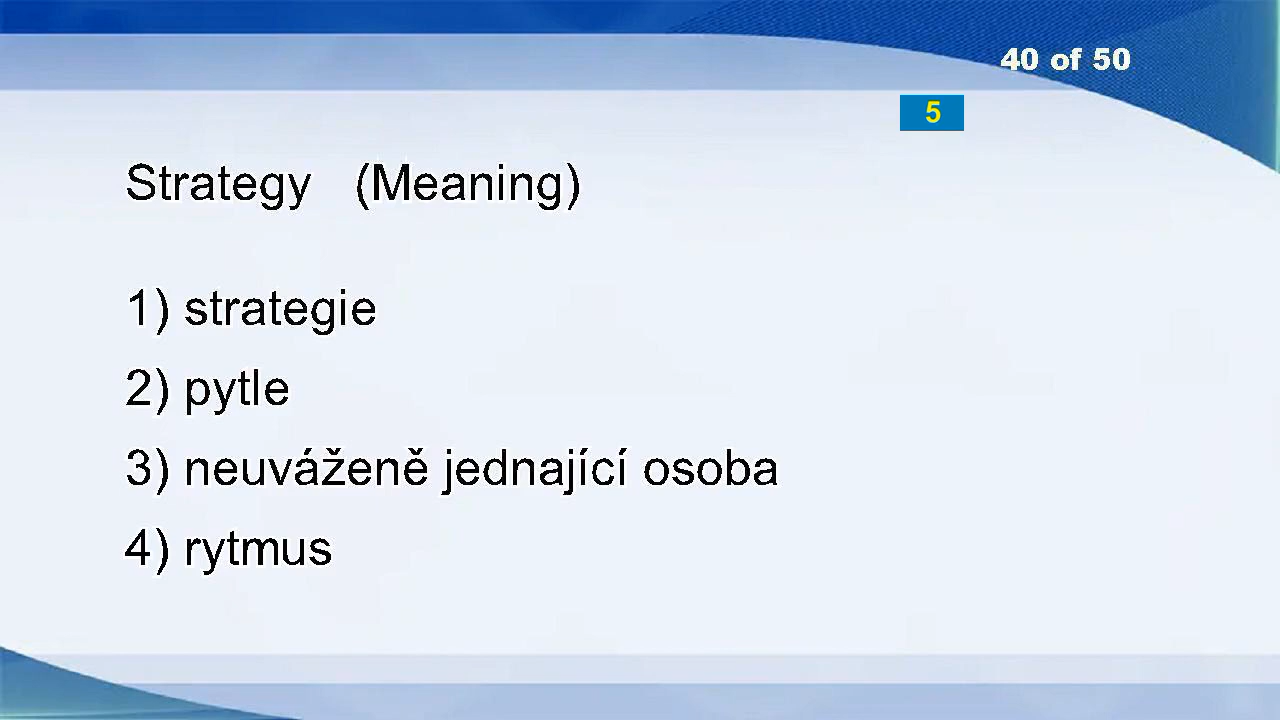 40 of 50
5
Strategy (Meaning)
1) strategie
2) pytle
3) neuváženě jednající osoba
4) rytmus